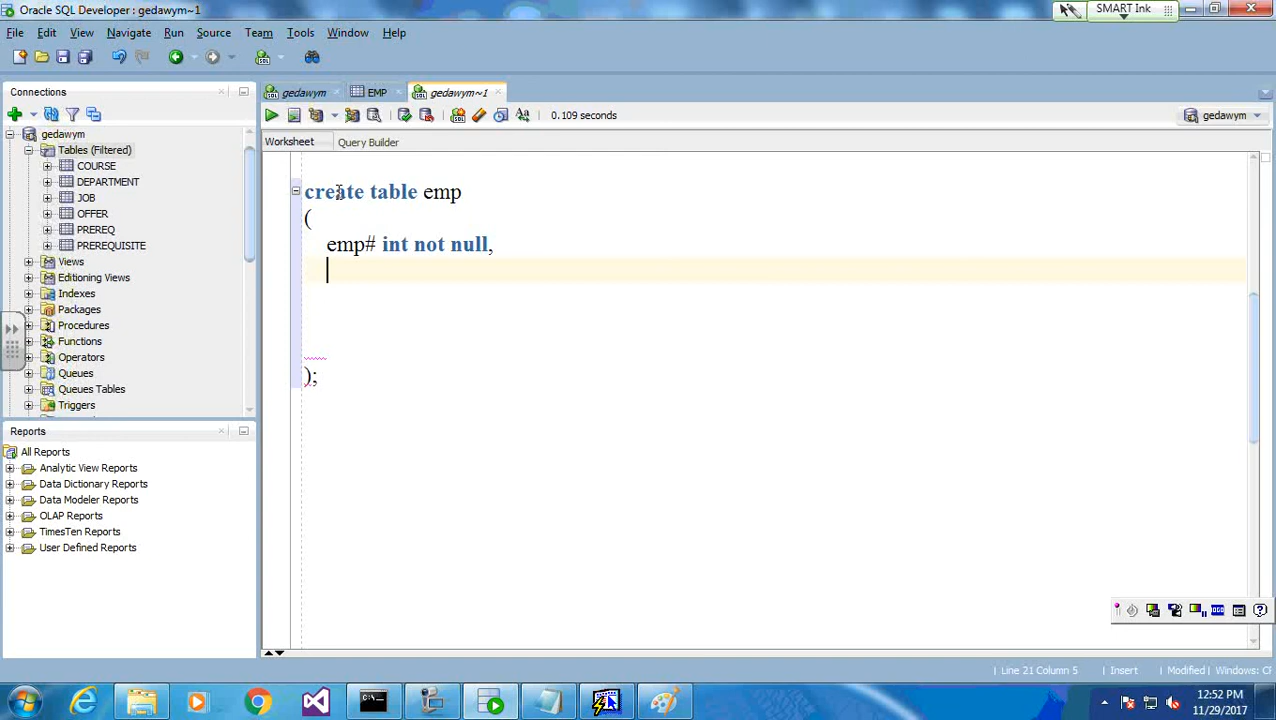 Oracle SQL Developer : gedawym~1
SMART Ink
File Edit View Navigate Run Source Team Tools Window Help
Connections
gedawym EMP gedawym~1
0.109 seconds
gedawym
Worksheet Query Builder
gedawym
Tables (Filtered)
COURSE
DEPARTMENT
JOB
OFFER
PREREQ
PREREQUISITE
Views
Editioning Views
Indexes
Packages
Procedures
Functions
Operators
Queues
Queues Tables
Triggers
create table emp
(
emp# int not null,
);
Reports
All Reports
Analytic View Reports
Data Dictionary Reports
Data Modeler Reports
OLAP Reports
TimesTen Reports
User Defined Reports
Line 21 Column 5 Insert Modified Windows: CF
12:52 PM
11/29/2017